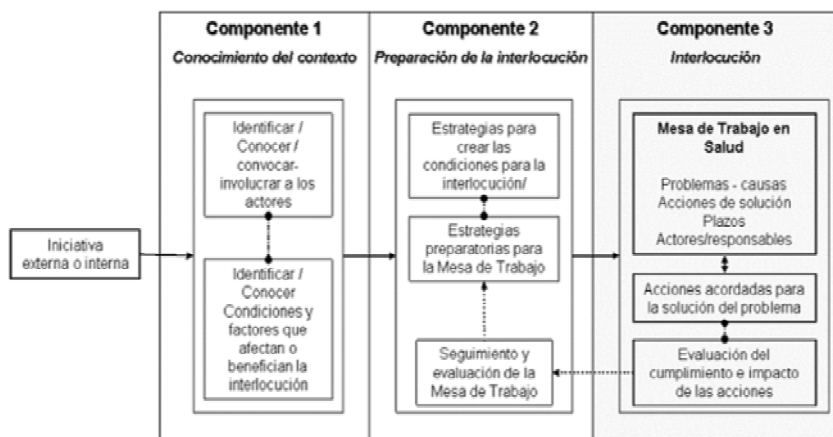 Componente 1
Conocimiento del contexto
Componente 2
Preparación de la interlocución
Componente 3
Interlocución
Iniciativa
externa o interna
Identificar /
Conocer /
convocar-
involucrar a los
actores
Identificar /
Conocer
Condiciones y
factores que
afectan o
benefician la
interlocución
Estrategias para
crear las
condiciones para la
interlocución/
Estrategias
preparatorias para
la Mesa de Trabajo
Seguimiento y
evaluación de la
Mesa de Trabajo
Mesa de Trabajo en
Salud
Problemas - causas
Acciones de solución
Plazos
Actores/responsables
Acciones acordadas para
la solución del problema
Evaluación del
cumplimiento e impacto
de las acciones